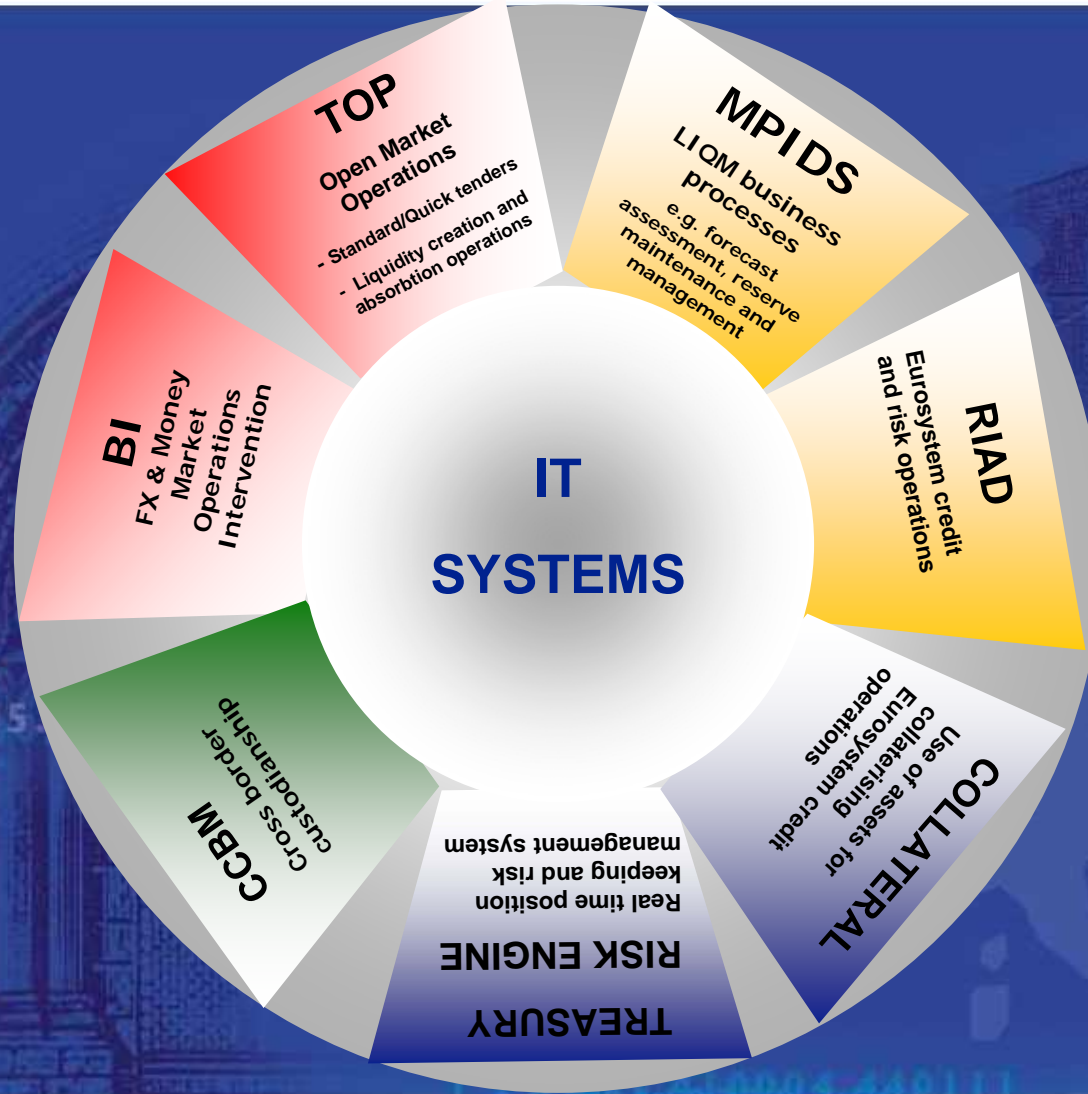 IT
SYSTEMS
TOP
Open Market
Operations
- Standard/Quick tenders
- Liquidity creation and
absorbtion operations
MPIDS
LIQM business
processes
e.g. forecast
assessment, reserve
maintenance and
management
RIAD
Eurosystem credit
and risk operations
COLLATERAL
Use of assets for
collaterising
Eurosystem credit
operations
TREASURY
RISK ENGINE
Real time position
keeping and risk
management system
CCBM
Cross border
custodianship
BI
FX & Money
Market
Operations
Intervention
5